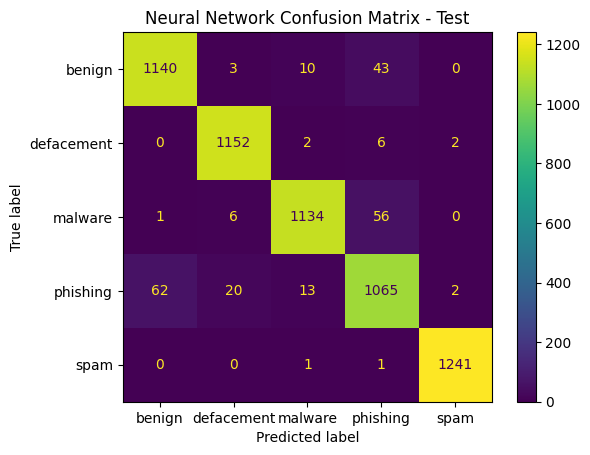 Neural Network Confusion Matrix - Test
benign 1140 3 10 43 0
defacement 0 1152 2 6 2
malware 1 6 1134 56 0
phishing 62 20 13 1065 2
spam 0 0 1 1 1241
benign defacement malware phishing spam
Predicted label
True label
1200
1000
800
600
400
200
0